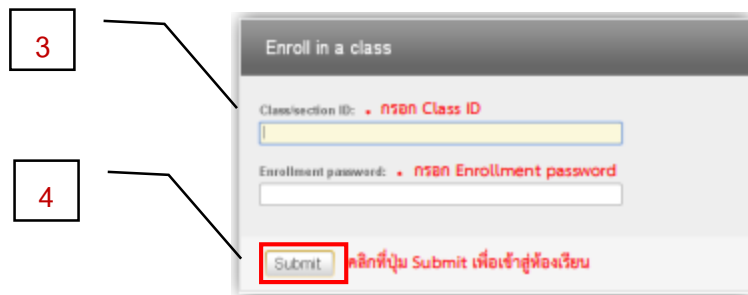 3
Enroll in a class
Class/section ID: • กรอก Class ID
Enrollment password: • กรอก Enrollment password
4
Submit คลิกที่ปุ่ม Submit เพื่อเข้าสู่ห้องเรียน